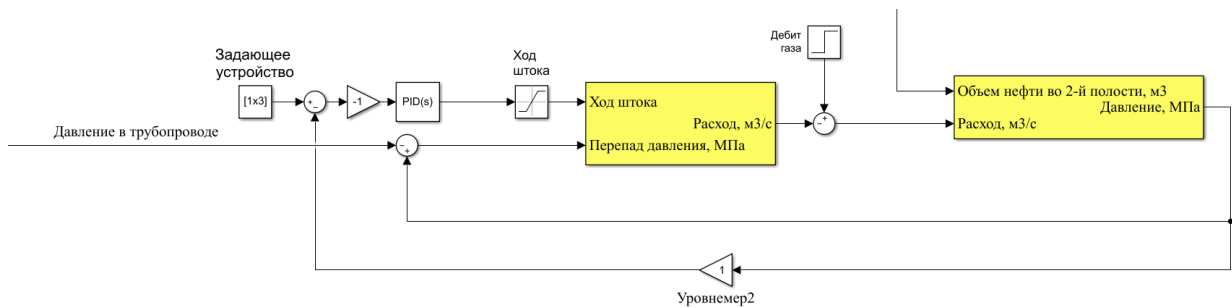 Дебит
газа
Задающее
устройство
Ход
штока
[1x3]
-1
PID(s)
Ход штока
Объем нефти во 2-й полости, м3
Давление, МПа
Расход, м3/с
Расход, м3/с
Давление в трубопроводе
Перепад давления, МПа
1
Уровнемер2